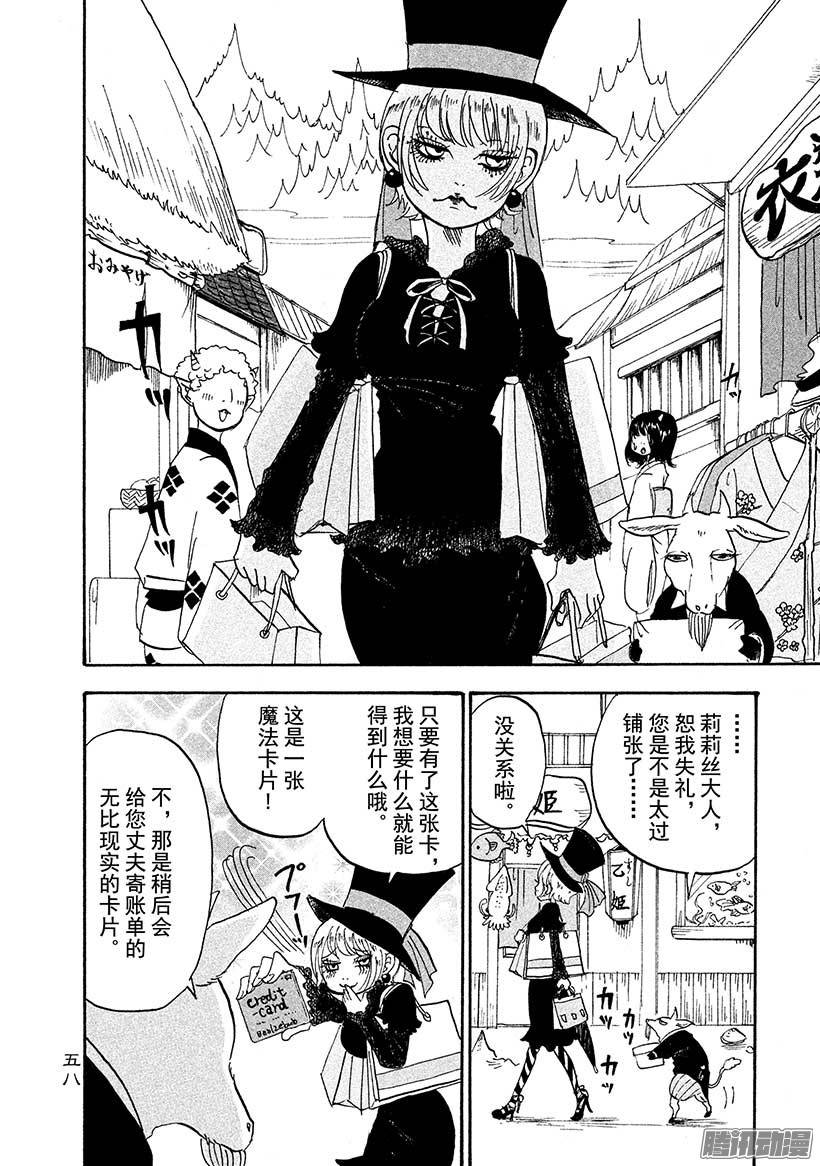 衣
おみやげ
カッ
カッ
……
莉莉丝大人，
恕我失礼，
您是不是太过
铺张了……
没关系啦。
姫
乙姫
カッ
カッ
只要有了这张卡，
我想要什么就能
得到什么哦。
这是一张
魔法卡片！
プァー
credit
-card
Beelzebub
不，那是稍后会
给您丈夫寄账单的
无比现实的卡片。
五八
腾讯动漫